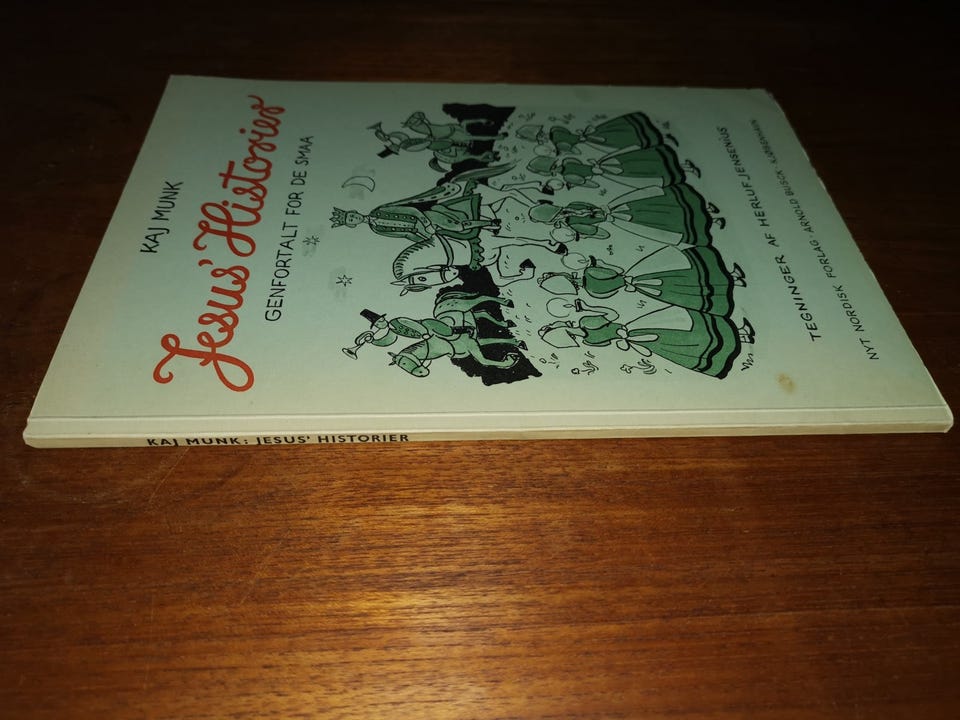 KAJ MUNK
Jesus' Historier
GENFORTALT FOR DE SMAA
TEGNINGER AF HERLUF JENSENIUS
NYT NORDISK FORLAG · ARNOLD BUSCK · KØBENHAVN
KAJ MUNK: JESUS' HISTORIER